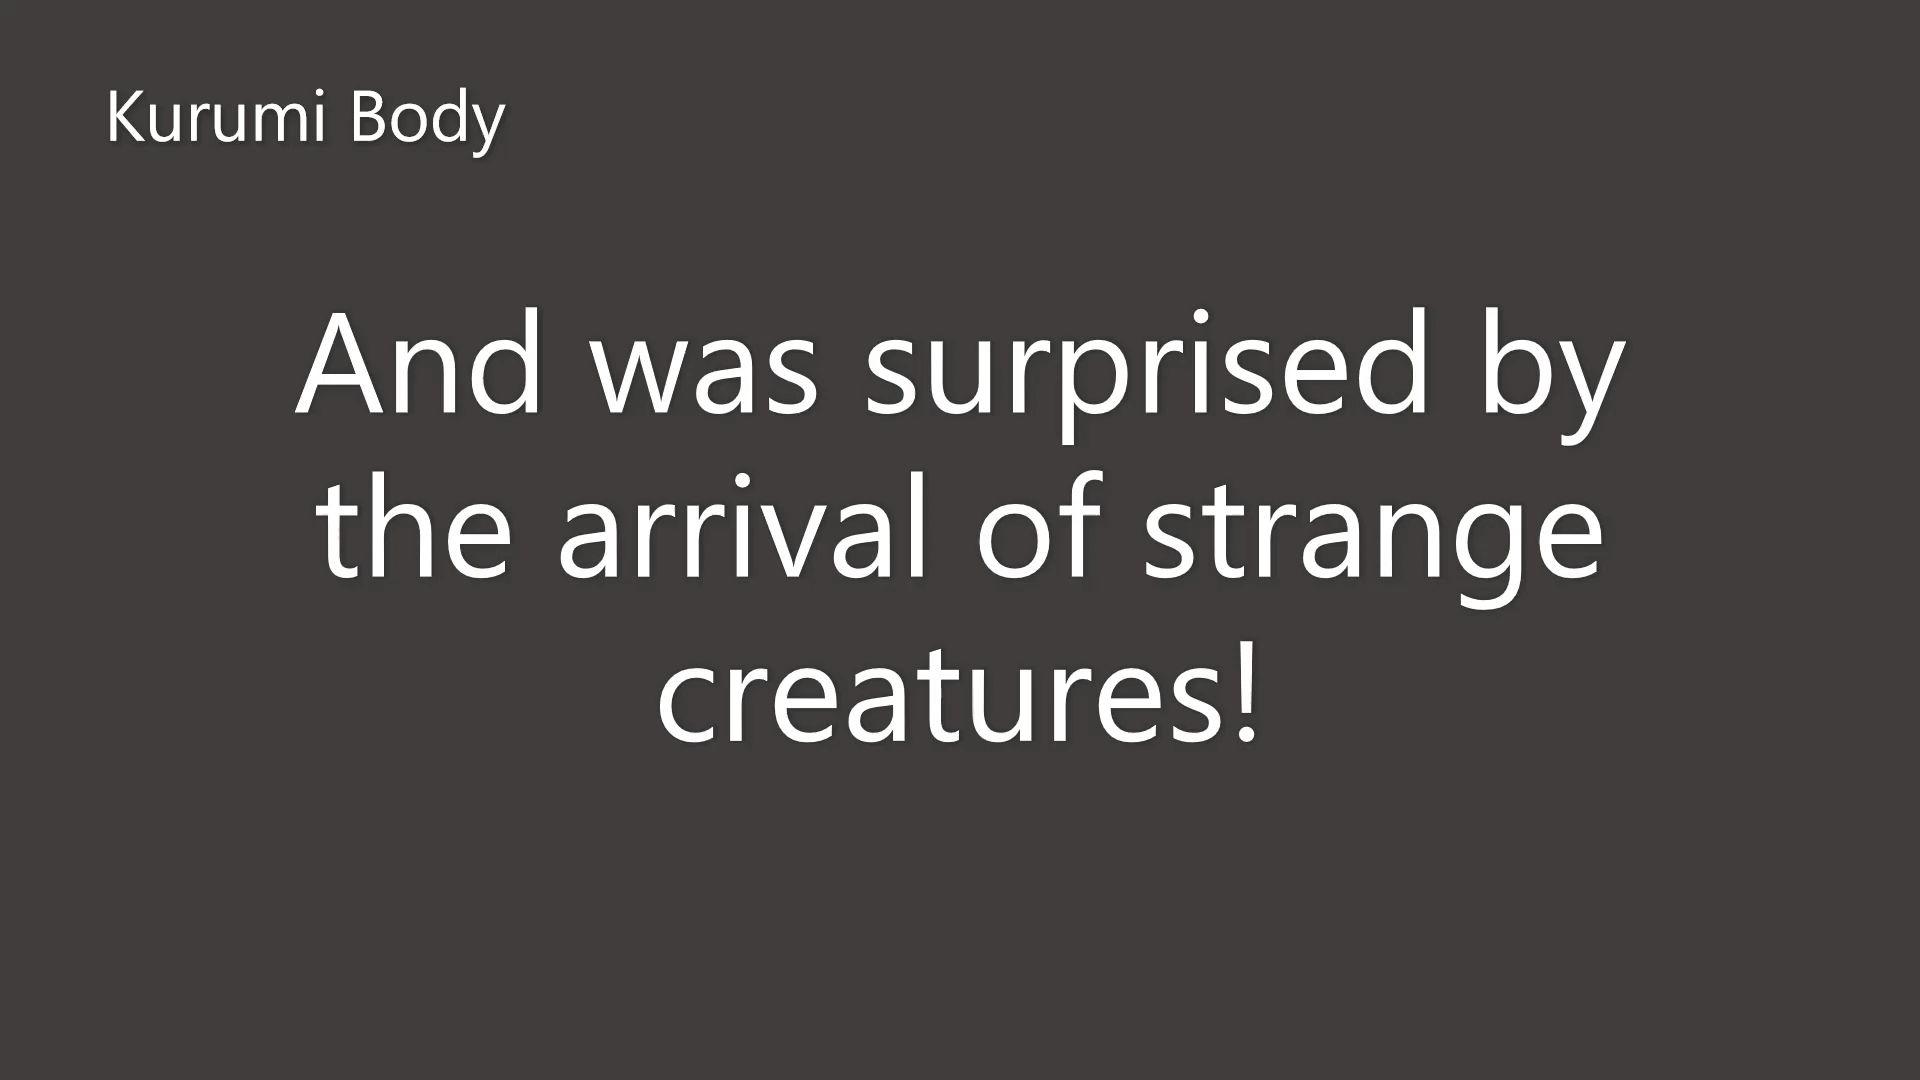 Kurumi Body
And was surprised by
the arrival of strange
creatures!